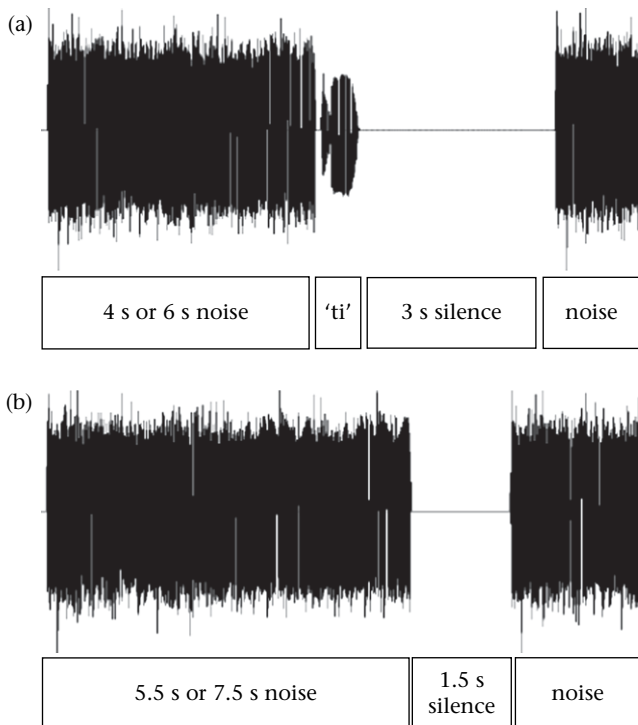 (a)
4 s or 6 s noise
‘ti’
3 s silence
noise
(b)
5.5 s or 7.5 s noise
1.5 s
silence
noise